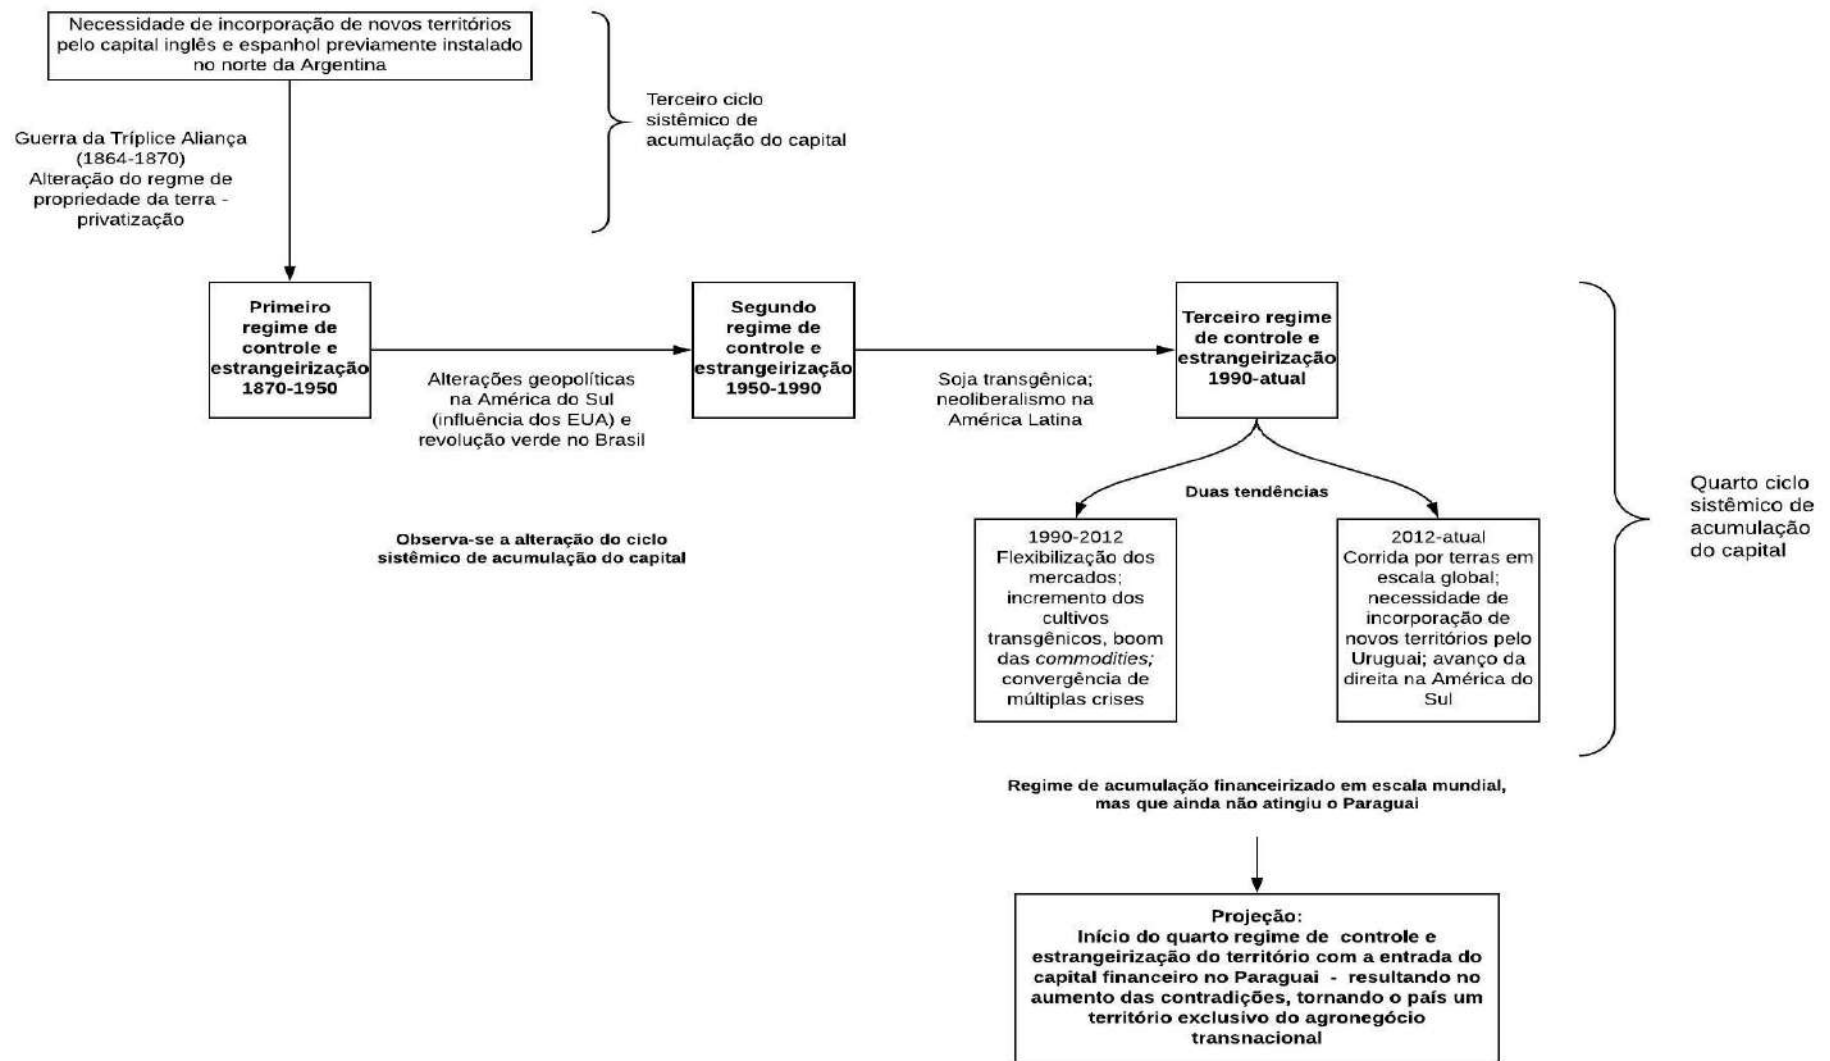 Necessidade de incorporação de novos territórios
pelo capital inglês e espanhol previamente instalado
no norte da Argentina
Terceiro ciclo
sistêmico de
acumulação do capital
Guerra da Tríplice Aliança
(1864-1870)
Alteração do regme de
propriedade da terra -
privatização
Primeiro
regime de
controle e
estrangeirização
1870-1950
Alterações geopolíticas
na América do Sul
(influência dos EUA) e
revolução verde no Brasil
Segundo
regime de
controle e
estrangeirização
1950-1990
Soja transgênica;
neoliberalismo na
América Latina
Terceiro regime
de controle e
estrangeirização
1990-atual
Observa-se a alteração do ciclo
sistêmico de acumulação do capital
Duas tendências
1990-2012
Flexibilização dos
mercados;
incremento dos
cultivos
transgênicos, boom
das commodities;
convergência de
múltiplas crises
2012-atual
Corrida por terras em
escala global;
necessidade de
incorporação de
novos territórios pelo
Uruguai; avanço da
direita na América do
Sul
Quarto ciclo
sistêmico de
acumulação
do capital
Regime de acumulação financeirizado em escala mundial,
mas que ainda não atingiu o Paraguai
Projeção:
Início do quarto regime de controle e
estrangeirização do território com a entrada do
capital financeiro no Paraguai - resultando no
aumento das contradições, tornando o país um
território exclusivo do agronegócio
transnacional